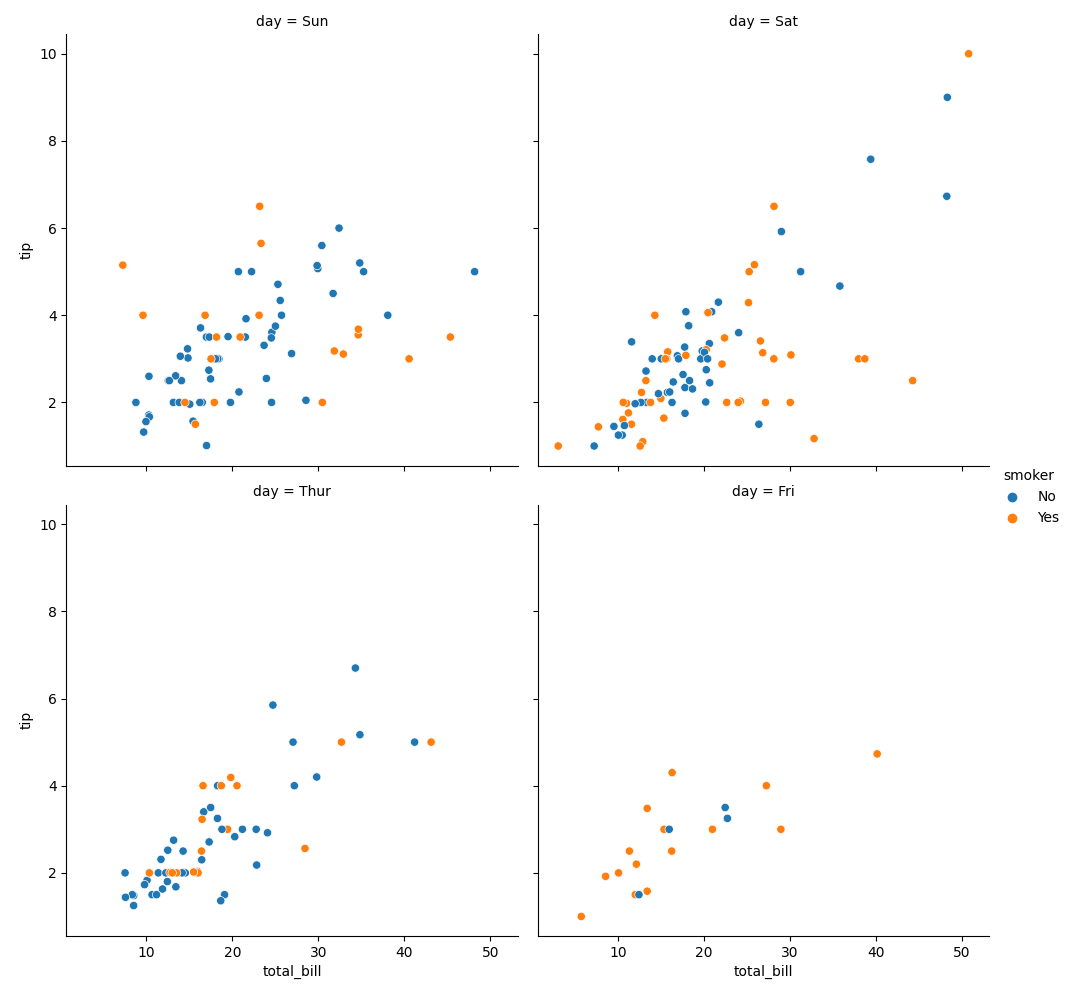 day = Sun
day = Sat
10
8
6
4
2
tip
smoker
No
Yes
day = Thur
day = Fri
10
8
6
4
2
tip
10 20 30 40 50
total_bill
10 20 30 40 50
total_bill